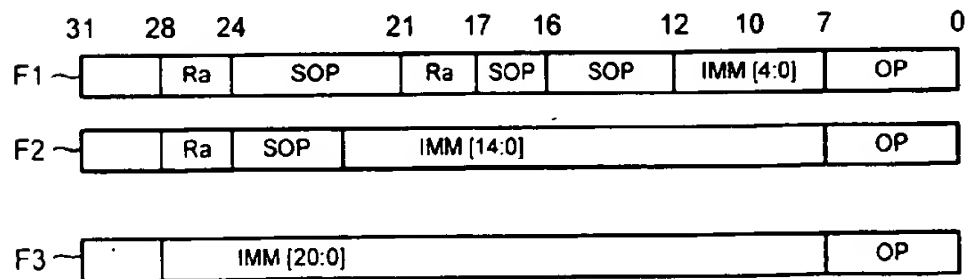 31 28 24 21 17 16 12 10 7 0
F1 Ra SOP Ra SOP SOP IMM [4:0] OP
F2 Ra SOP IMM [14:0] OP
F3 IMM [20:0] OP